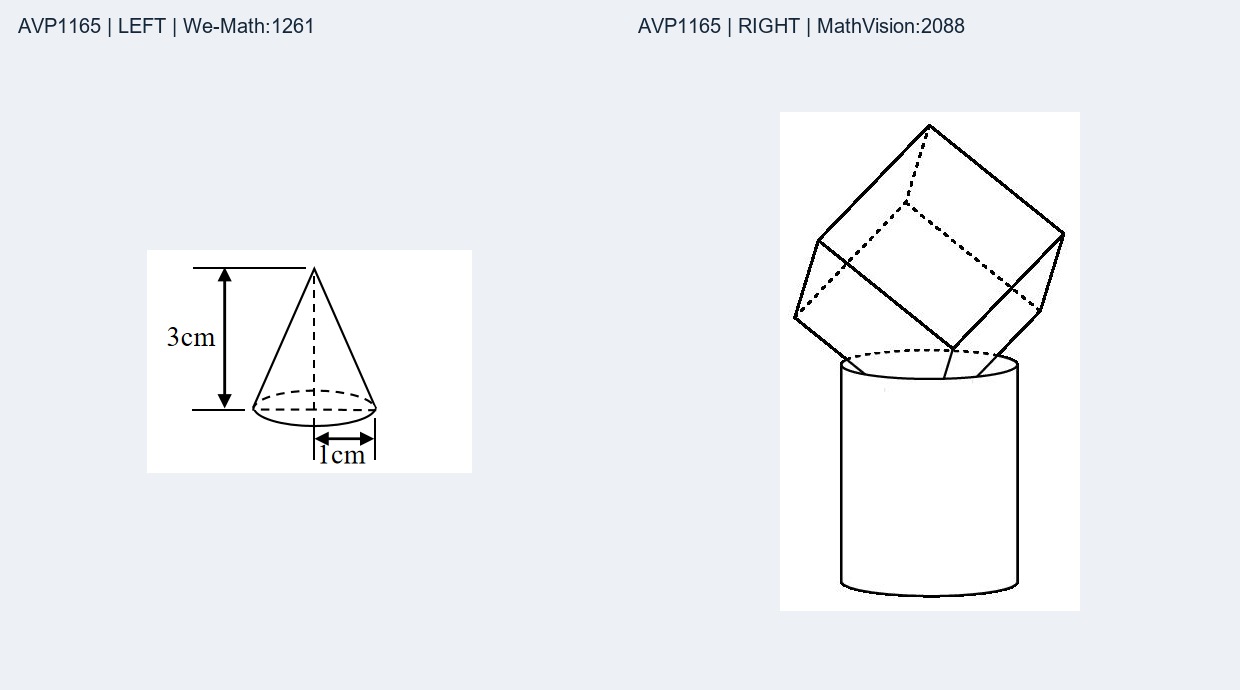 AVP1165 | LEFT | We-Math:1261
AVP1165 | RIGHT | MathVision:2088
3cm
1cm